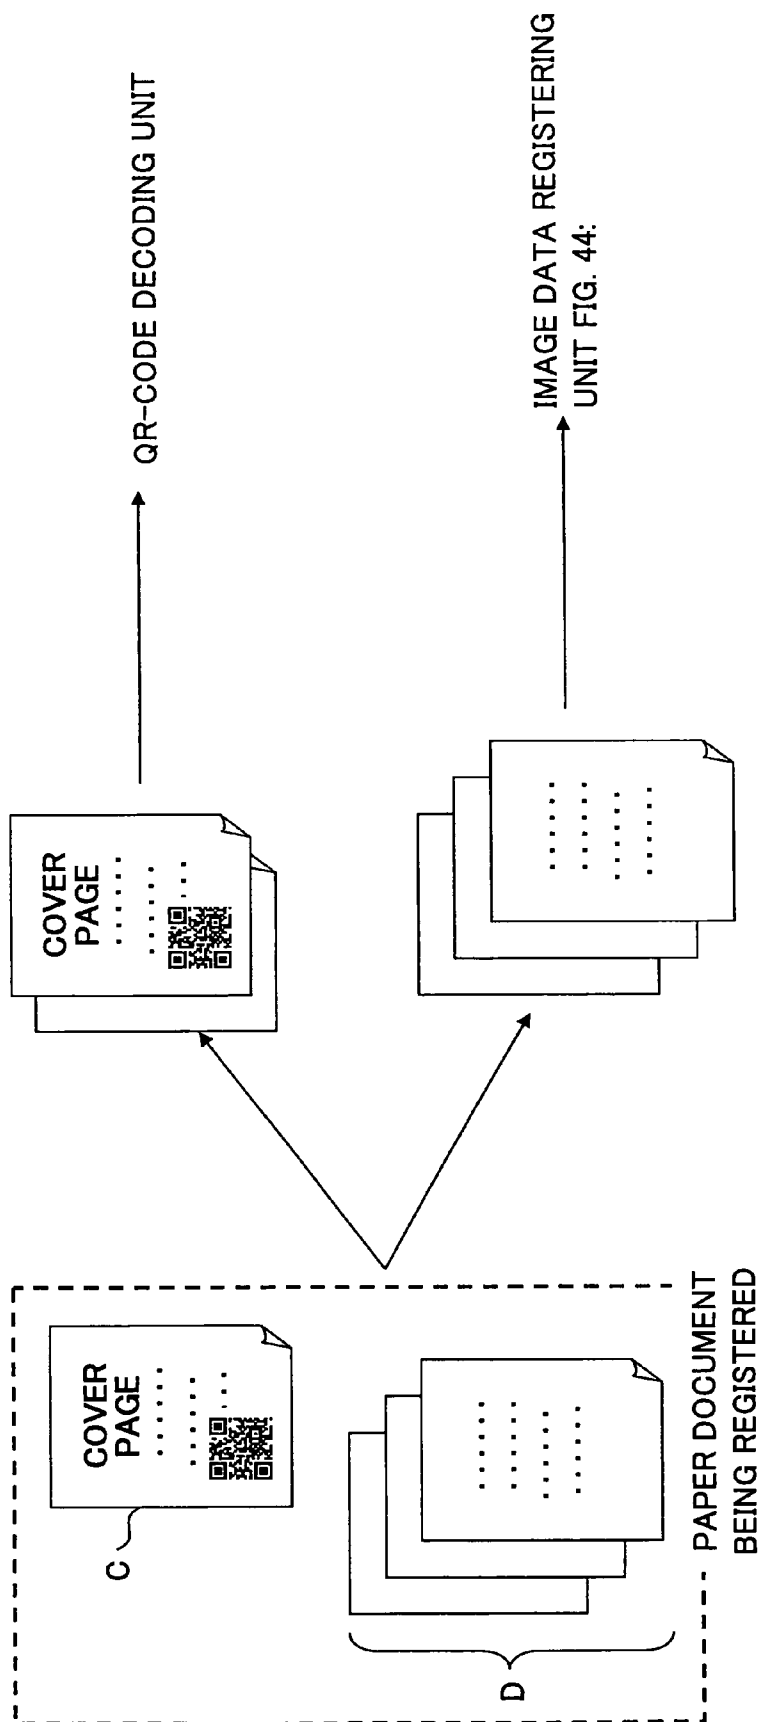 C
COVER
PAGE
D
PAPER DOCUMENT
BEING REGISTERED
COVER
PAGE
QR-CODE DECODING UNIT
IMAGE DATA REGISTERING
UNIT FIG. 44: